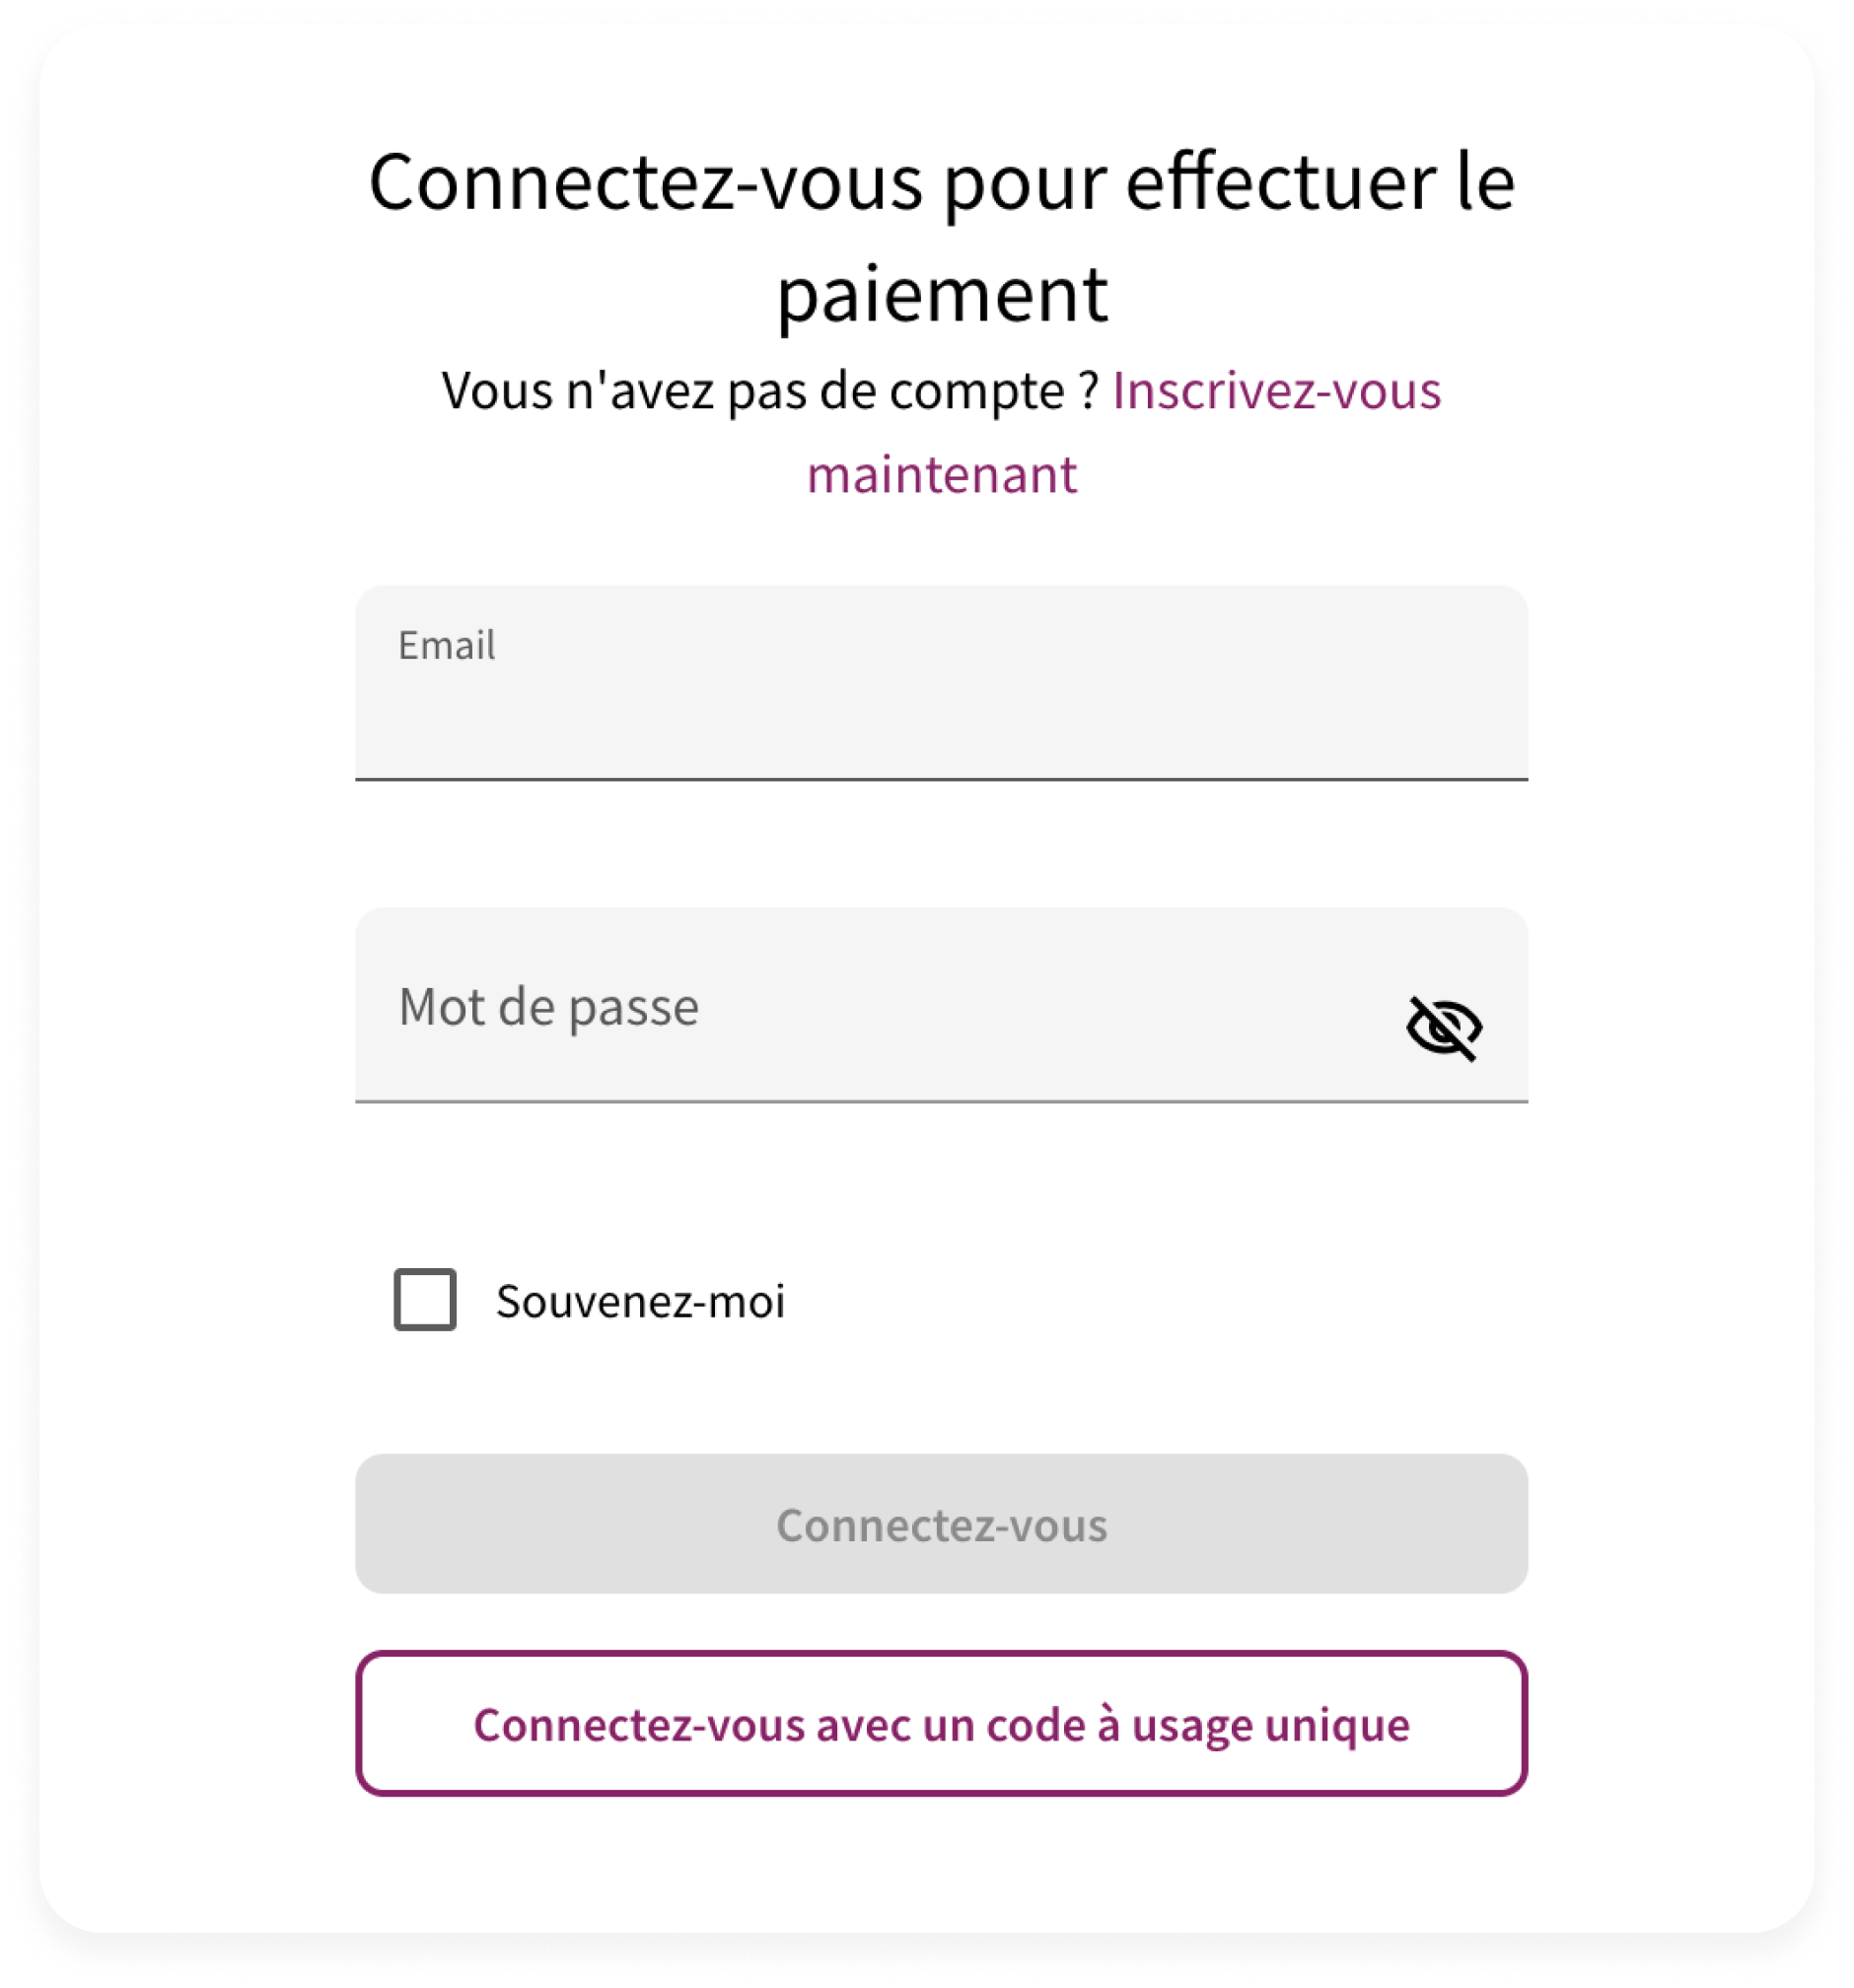 Connectez-vous pour effectuer le
paiement
Vous n'avez pas de compte ? Inscrivez-vous
maintenant
Email
Mot de passe
Souvenez-moi
Connectez-vous
Connectez-vous avec un code à usage unique